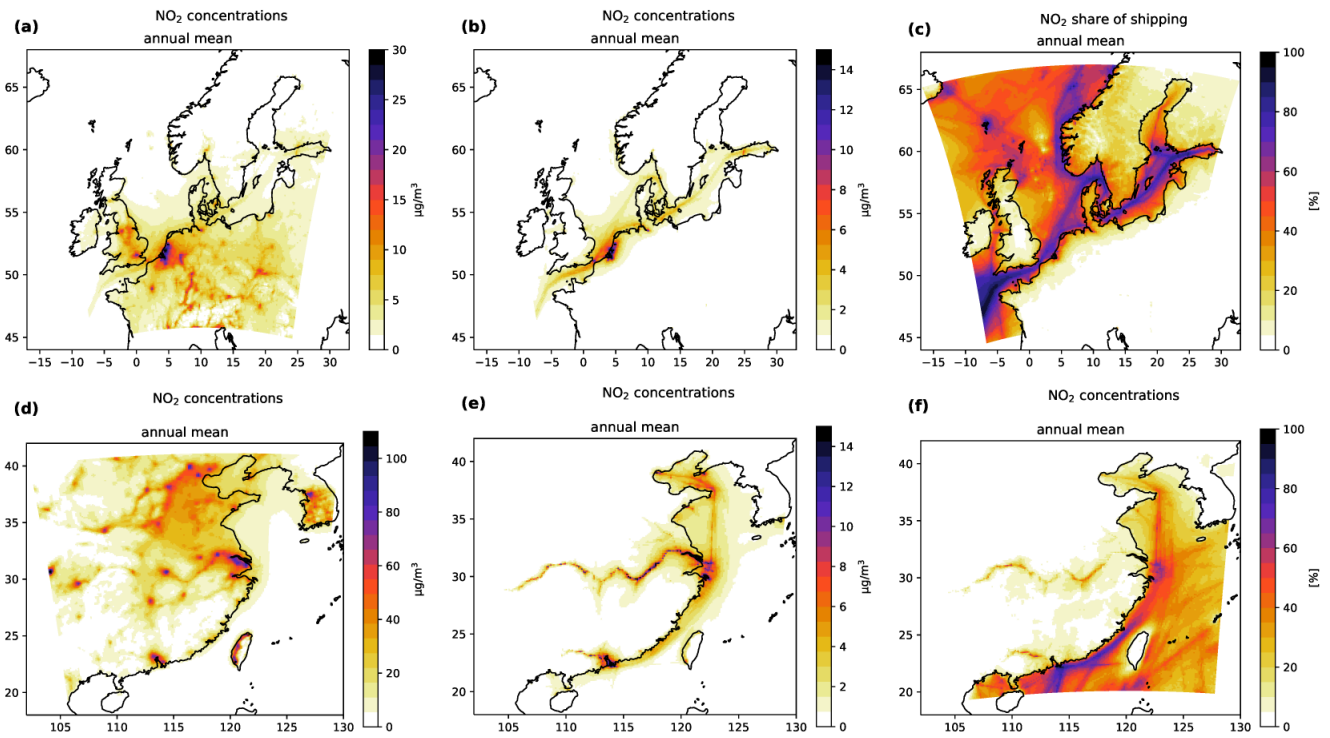 (a)
NO₂ concentrations
annual mean
65
60
55
50
45
−15 −10 −5 0 5 10 15 20 25 30
30
25
20
15
10
5
0
µg/m³
(b)
NO₂ concentrations
annual mean
65
60
55
50
45
−15 −10 −5 0 5 10 15 20 25 30
14
12
10
8
6
4
2
0
µg/m³
(c)
NO₂ share of shipping
annual mean
65
60
55
50
45
−15 −10 −5 0 5 10 15 20 25 30
100
80
60
40
20
0
[%]
(d)
NO₂ concentrations
annual mean
40
35
30
25
20
105 110 115 120 125 130
100
80
60
40
20
0
µg/m³
(e)
NO₂ concentrations
annual mean
40
35
30
25
20
105 110 115 120 125 130
14
12
10
8
6
4
2
0
µg/m³
(f)
NO₂ concentrations
annual mean
40
35
30
25
20
105 110 115 120 125 130
100
80
60
40
20
0
[%]